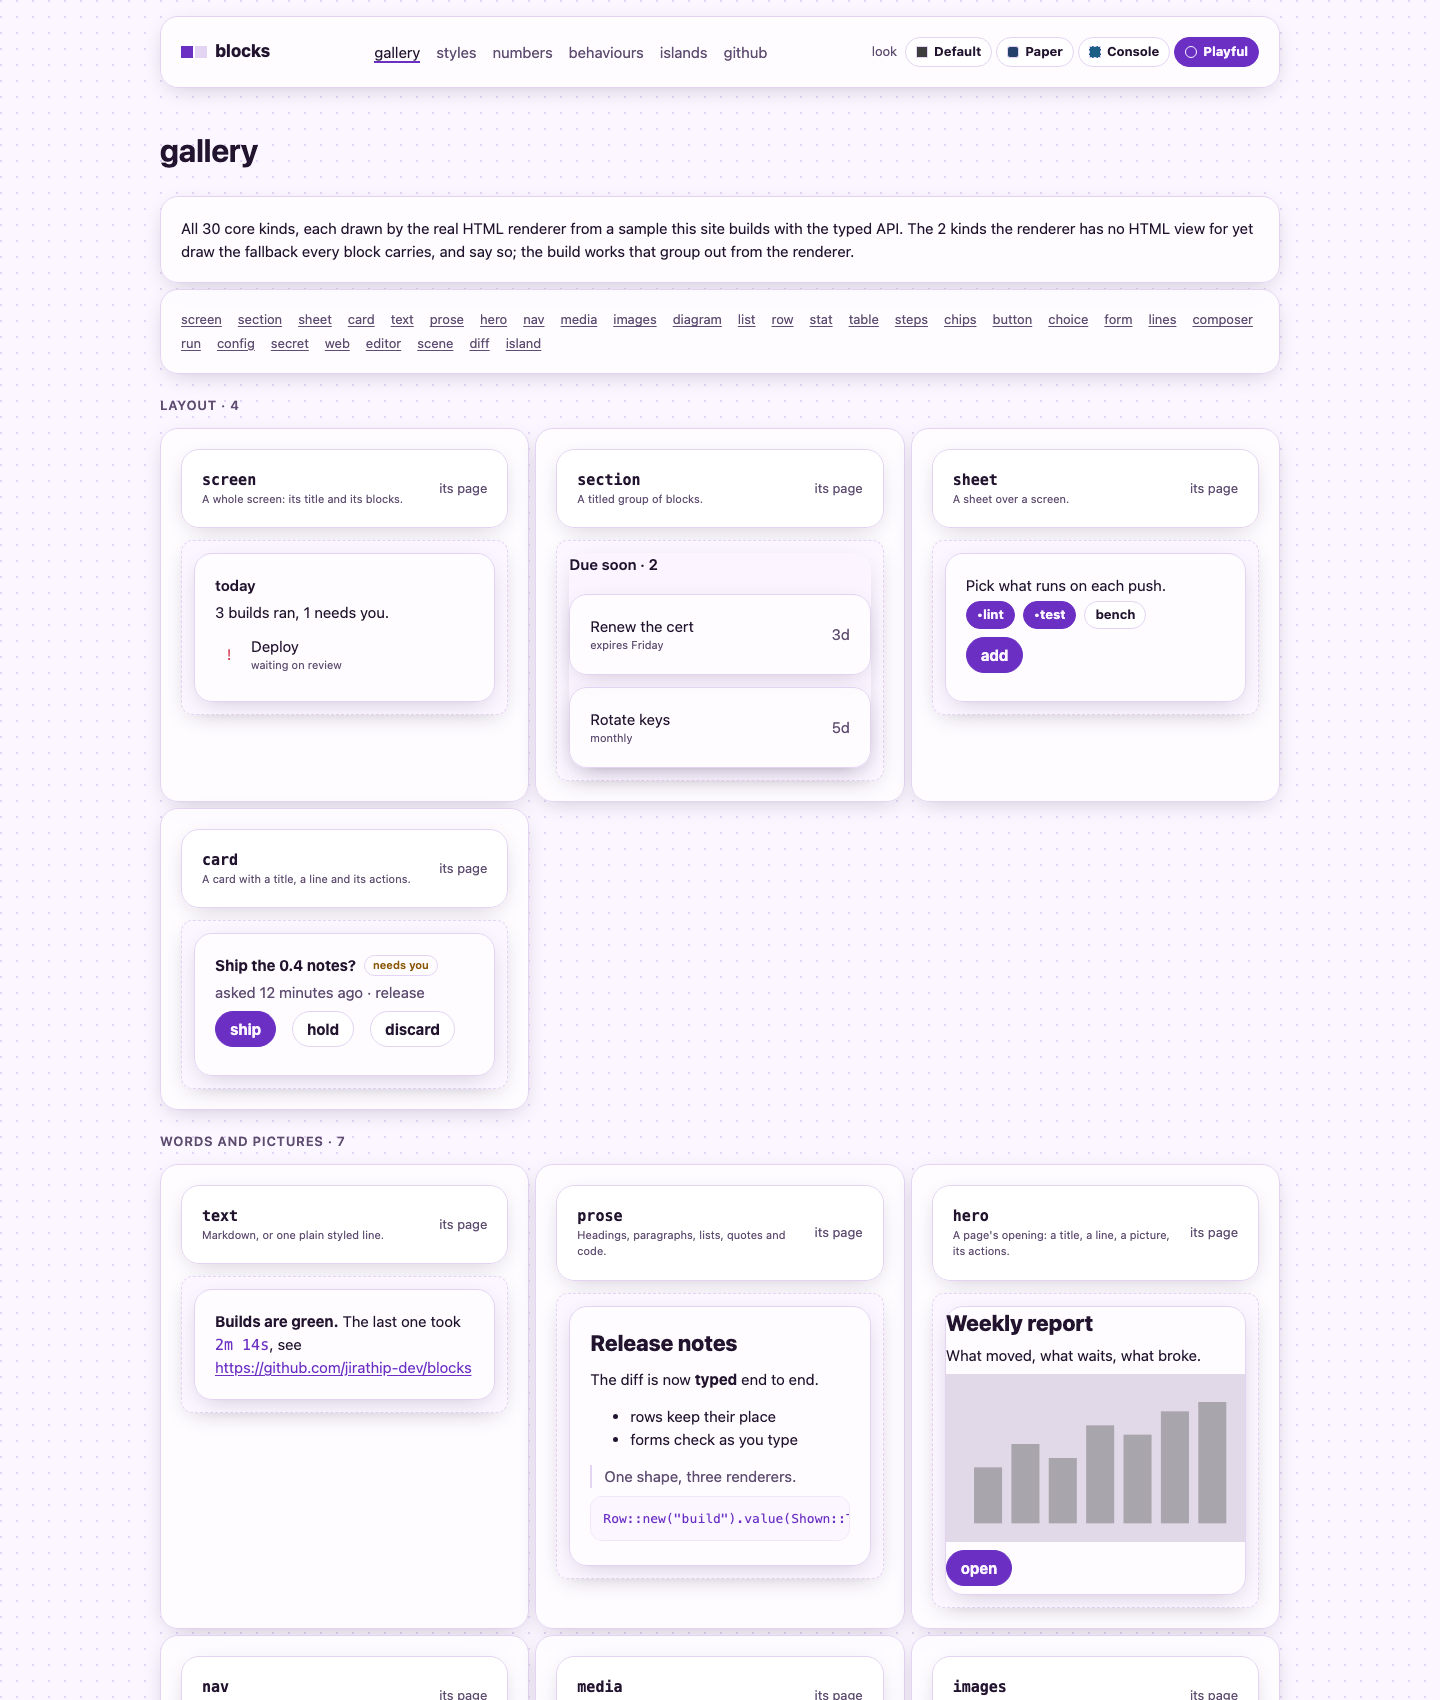 blocks
gallery styles numbers behaviours islands github
look Default Paper Console Playful
gallery
All 30 core kinds, each drawn by the real HTML renderer from a sample this site builds with the typed API. The 2 kinds the renderer has no HTML view for yet
draw the fallback every block carries, and say so; the build works that group out from the renderer.
screen section sheet card text prose hero nav media images diagram list row stat table steps chips button choice form lines composer
run config secret web editor scene diff island
LAYOUT · 4
screen
A whole screen: its title and its blocks.
its page
today
3 builds ran, 1 needs you.
! Deploy
waiting on review
section
A titled group of blocks.
its page
Due soon · 2
Renew the cert
expires Friday
3d
Rotate keys
monthly
5d
sheet
A sheet over a screen.
its page
Pick what runs on each push.
•lint •test bench
add
card
A card with a title, a line and its actions.
its page
Ship the 0.4 notes? needs you
asked 12 minutes ago · release
ship hold discard
WORDS AND PICTURES · 7
text
Markdown, or one plain styled line.
its page
Builds are green. The last one took
2m 14s, see
https://github.com/jirathip-dev/blocks
prose
Headings, paragraphs, lists, quotes and
code.
its page
Release notes
The diff is now typed end to end.
• rows keep their place
• forms check as you type
One shape, three renderers.
Row::new("build").value(Shown::
hero
A page's opening: a title, a line, a picture,
its actions.
its page
Weekly report
What moved, what waits, what broke.
open
nav
its page
media
its page
images
its page